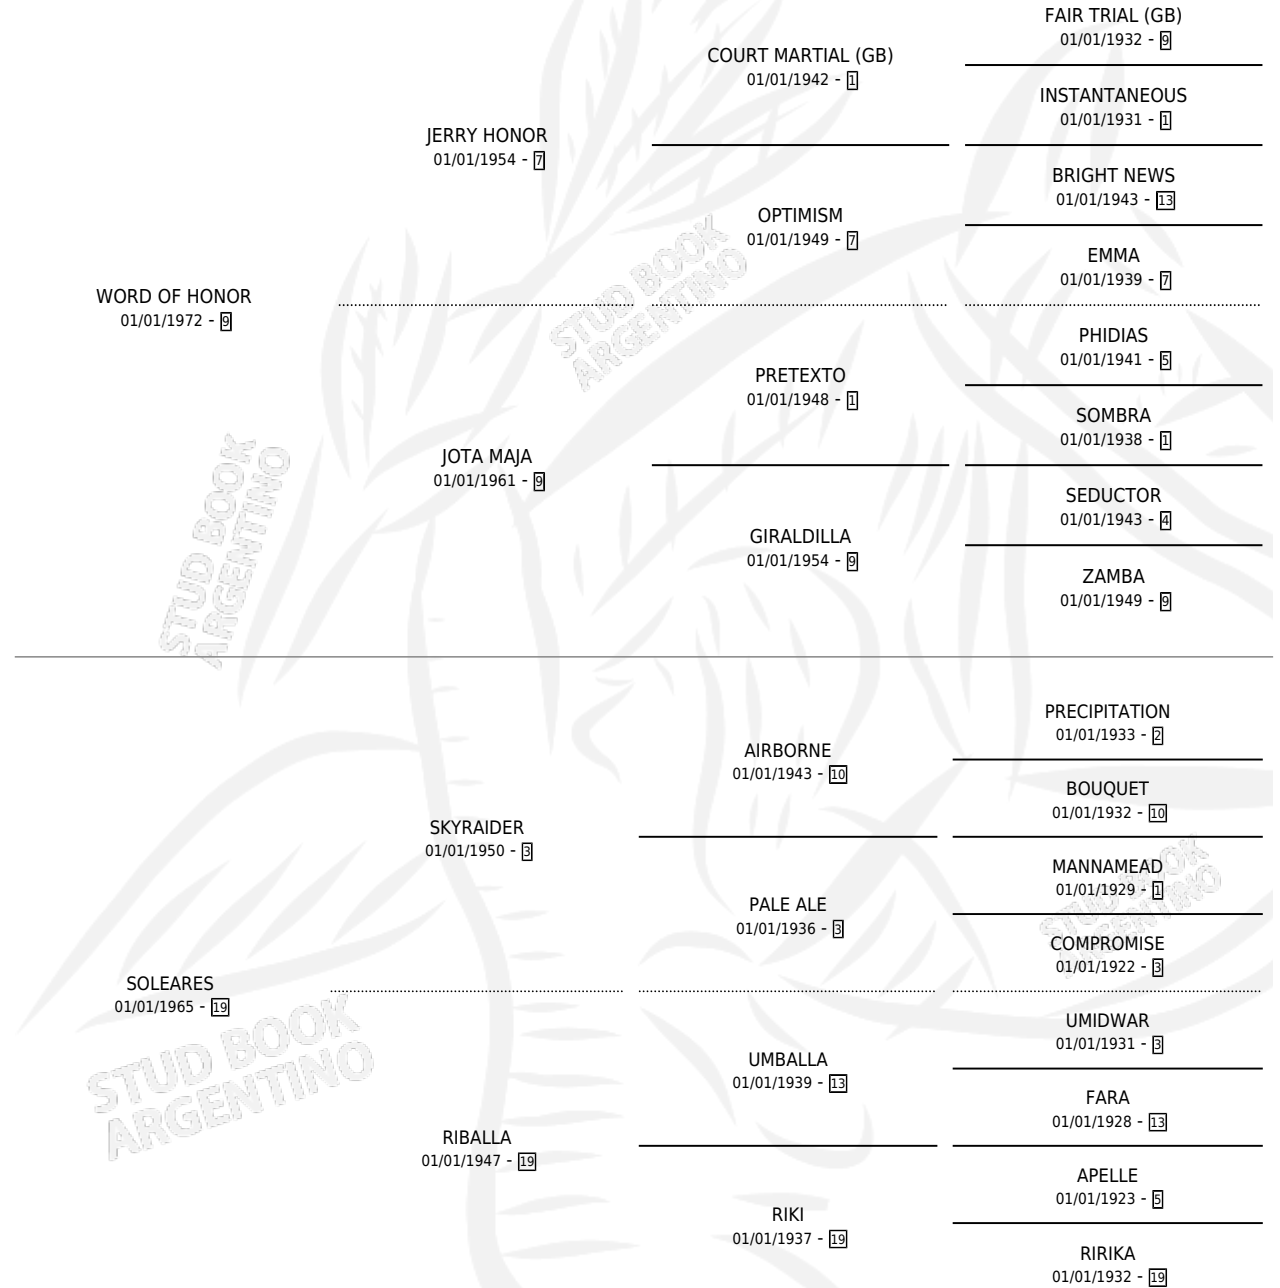 FAIR TRIAL (GB)
01/01/1932 - 9
COURT MARTIAL (GB)
01/01/1942 - 1
INSTANTANEOUS
01/01/1931 - 1
JERRY HONOR
01/01/1954 - 7
BRIGHT NEWS
01/01/1943 - 13
OPTIMISM
01/01/1949 - 7
EMMA
01/01/1939 - 7
WORD OF HONOR
01/01/1972 - 9
PHIDIAS
01/01/1941 - 5
PRETEXTO
01/01/1948 - 1
SOMBRA
01/01/1938 - 1
JOTA MAJA
01/01/1961 - 9
SEDUCTOR
01/01/1943 - 4
GIRALDILLA
01/01/1954 - 9
ZAMBA
01/01/1949 - 9
STUD BOOK
ARGENTINO
STUD BOOK
ARGENTINO
PRECIPITATION
01/01/1933 - 2
AIRBORNE
01/01/1943 - 10
BOUQUET
01/01/1932 - 10
SKYRAIDER
01/01/1950 - 3
MANNAMEAD
01/01/1929 - 1
PALE ALE
01/01/1936 - 3
COMPROMISE
01/01/1922 - 3
STUD BOOK
ARGENTINO
SOLEARES
01/01/1965 - 19
UMIDWAR
01/01/1931 - 3
UMBALLA
01/01/1939 - 13
FARA
01/01/1928 - 13
RIBALLA
01/01/1947 - 19
APELLE
01/01/1923 - 5
RIKI
01/01/1937 - 19
RIRIKA
01/01/1932 - 19
STUD BOOK
ARGENTINO